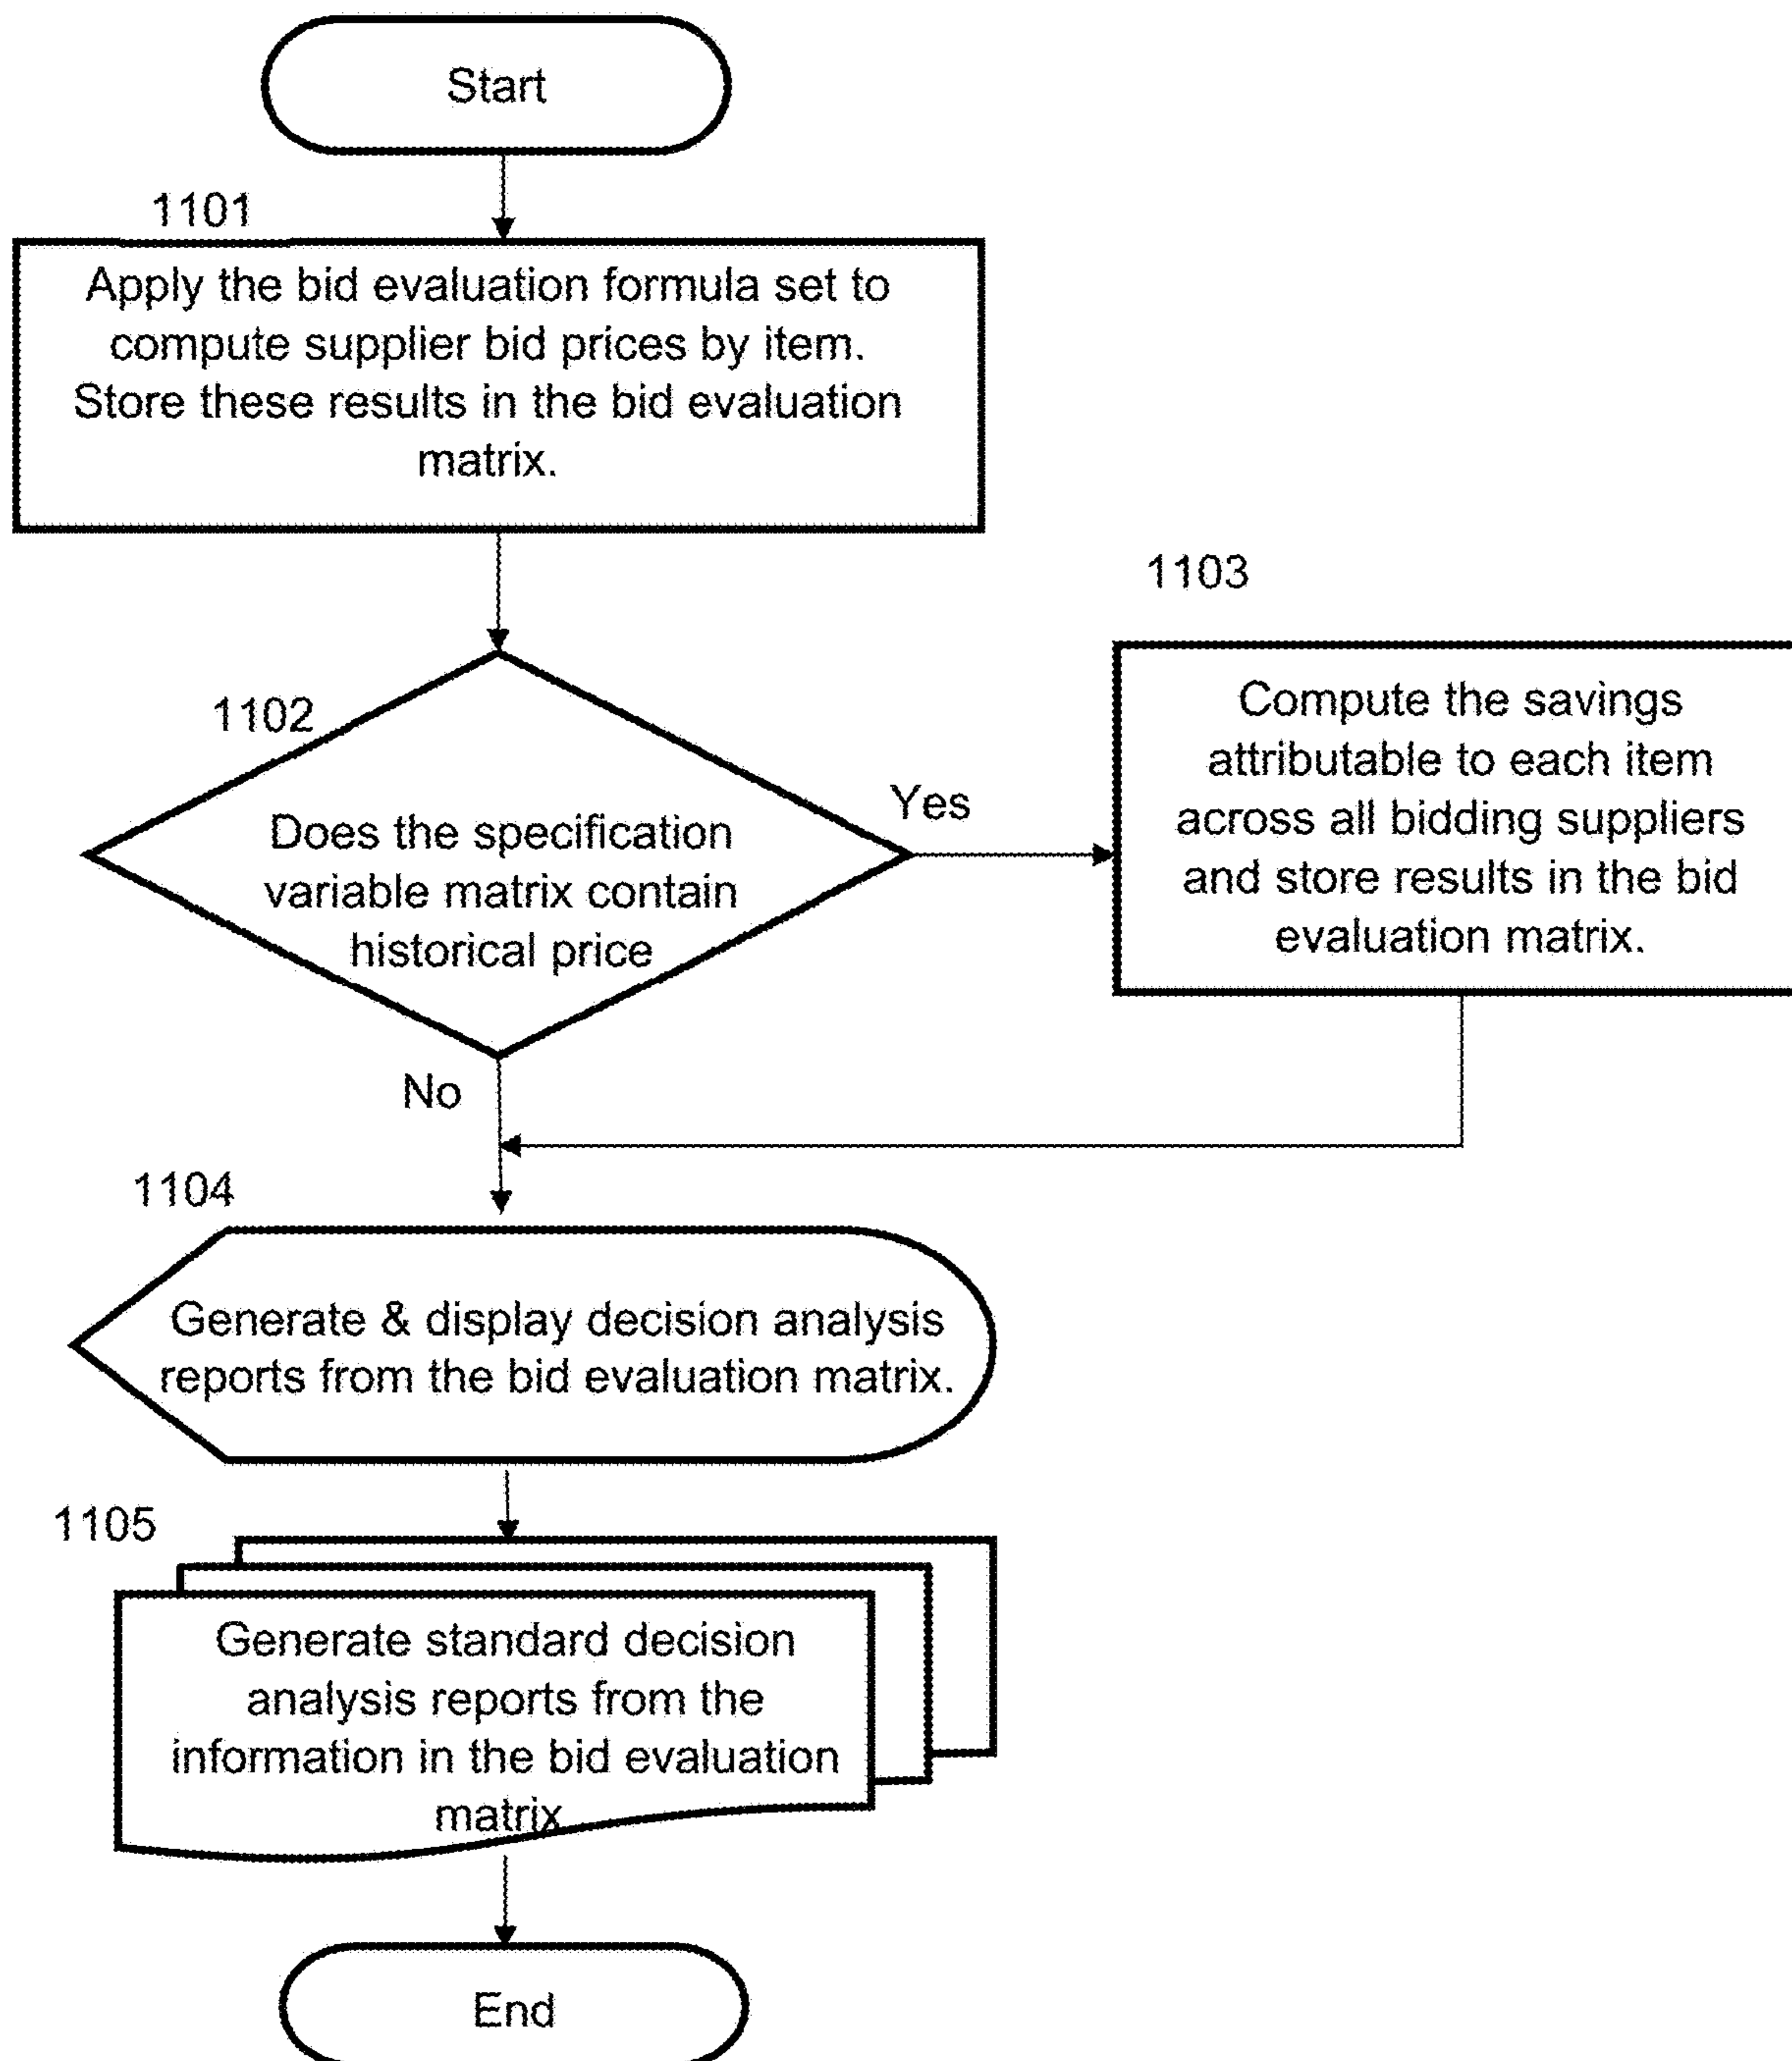 Start
1101
Apply the bid evaluation formula set to
compute supplier bid prices by item.
Store these results in the bid evaluation
matrix.
1102
Does the specification
variable matrix contain
historical price
Yes
1103
Compute the savings
attributable to each item
across all bidding suppliers
and store results in the bid
evaluation matrix.
No
1104
Generate & display decision analysis
reports from the bid evaluation matrix.
1105
Generate standard decision
analysis reports from the
information in the bid evaluation
matrix
End